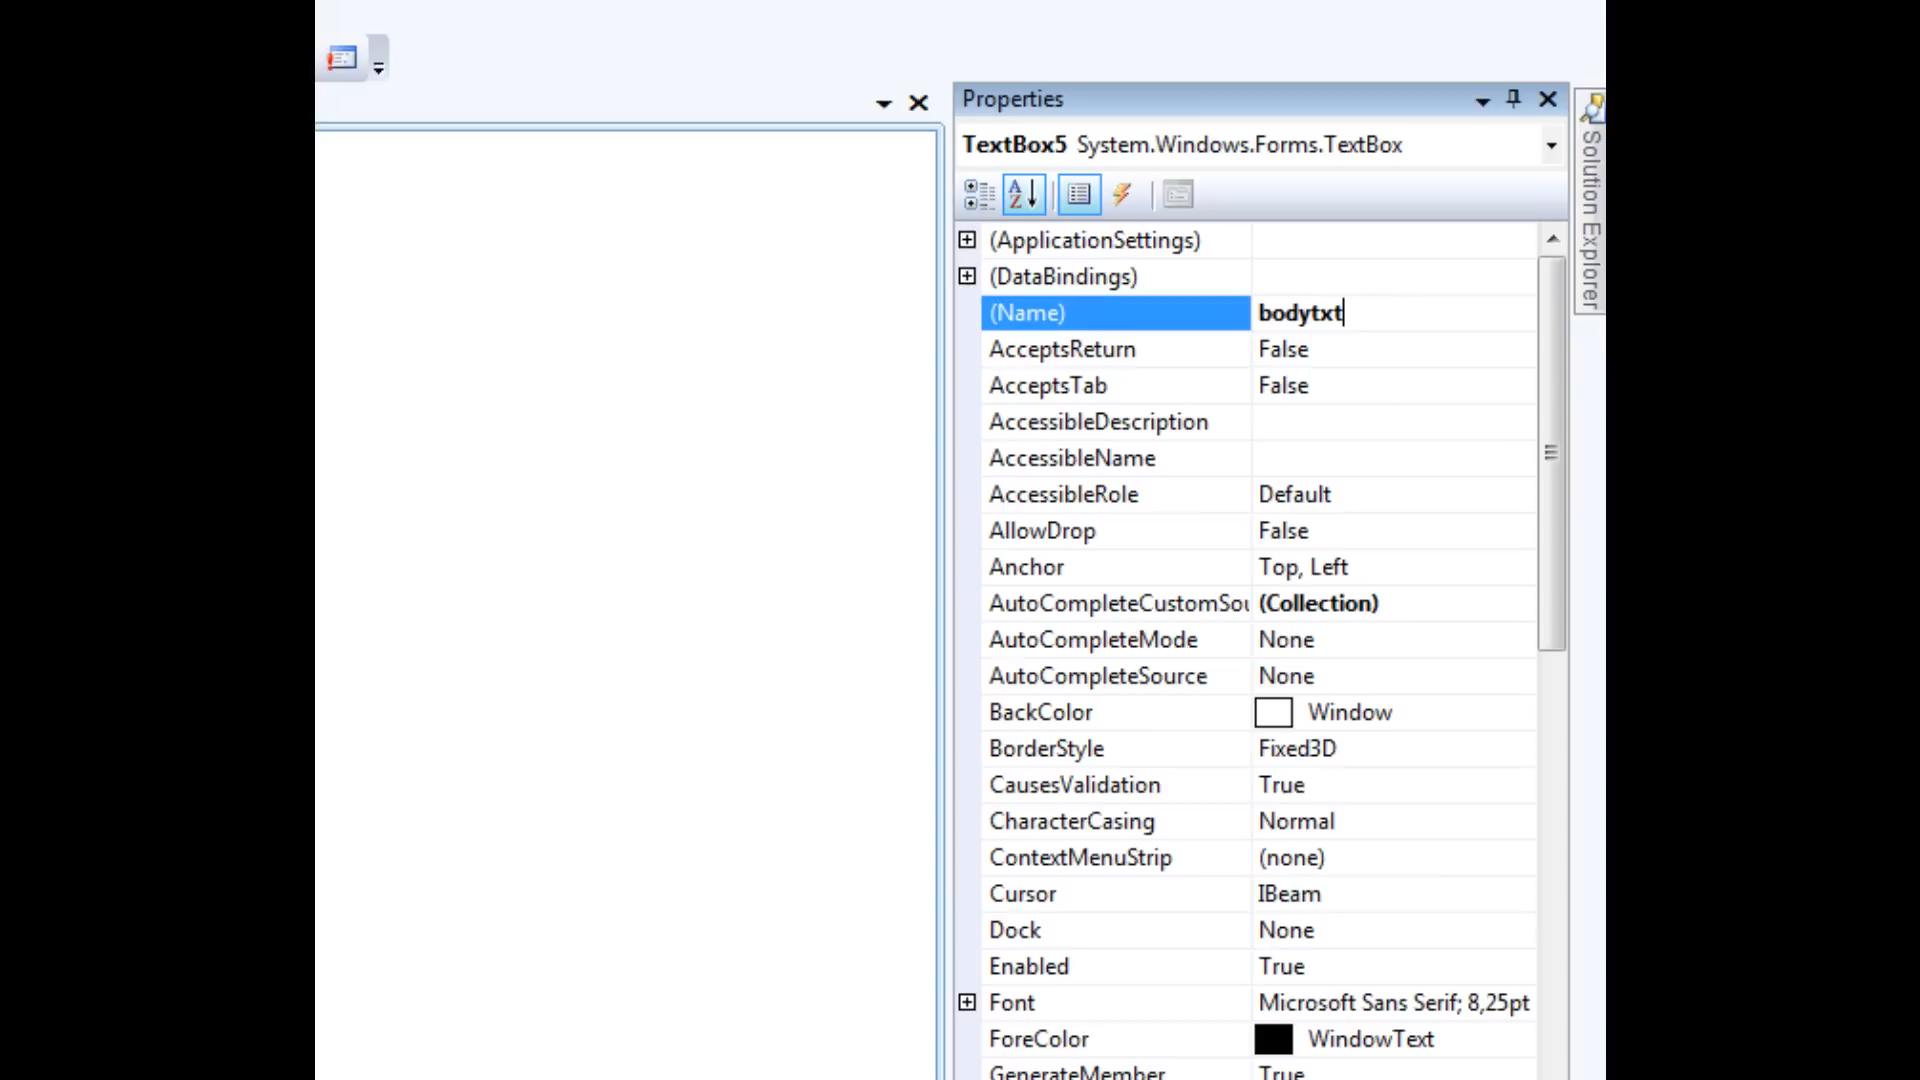 Properties
TextBox5 System.Windows.Forms.TextBox
(ApplicationSettings)
(DataBindings)
(Name) bodytxt
AcceptsReturn False
AcceptsTab False
AccessibleDescription
AccessibleName
AccessibleRole Default
AllowDrop False
Anchor Top, Left
AutoCompleteCustomSou (Collection)
AutoCompleteMode None
AutoCompleteSource None
BackColor Window
BorderStyle Fixed3D
CausesValidation True
CharacterCasing Normal
ContextMenuStrip (none)
Cursor IBeam
Dock None
Enabled True
Font Microsoft Sans Serif; 8,25pt
ForeColor WindowText
GenerateMember True
Solution Explorer